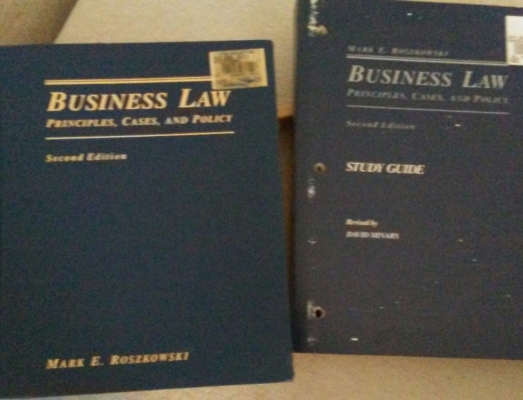 BUSINESS LAW
PRINCIPLES, CASES, AND POLICY
Second Edition
MARK E. ROSZKOWSKI
MARK E. ROSZKOWSKI
BUSINESS LAW
PRINCIPLES, CASES, AND POLICY
Second Edition
STUDY GUIDE
Revised by
DAVID MINARS